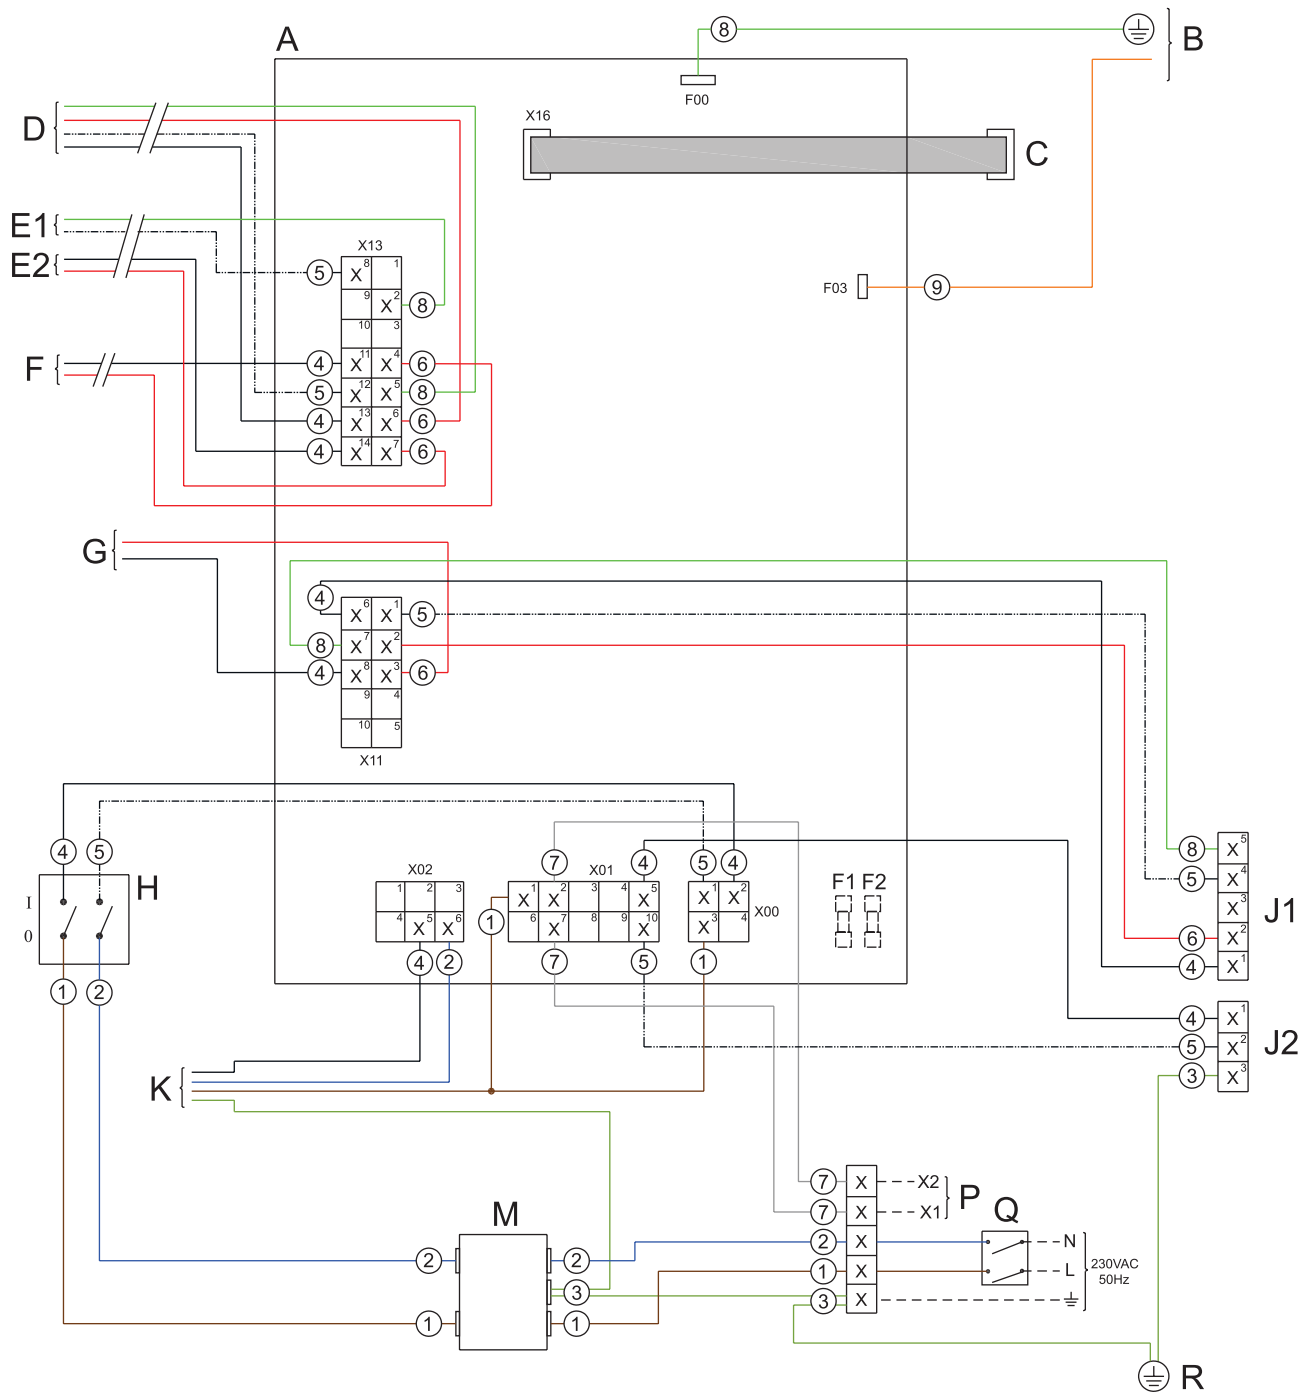 8
B
A
F00
X16
C
D
E1
E2
X13
5 X 8 1
9 X 2 8
F03
9
10 3
F
4 X 11 X 4 6
5 X 12 X 5 8
4 X 13 X 6 6
4 X 14 X 7 6
G
4 X 6 X 1 5
8 X 7 X 2
4 X 8 X 3 6
9 4
10 5
X11
4 5
7 4 5 4
H
I
0
X02
1 2 3
4 X 5 X 6
X01
X 1 X 2 3 4 X 5
6 X 7 8 9 X 10
1
X00
X 1 X 2
X 3 4
F1 F2
8 X 5
5 X 4
X 3
6 X 2
4 X 1
J1
4 2 7 5 1
1 2
4 X 1
5 X 2
3 X 3
J2
K
7 X X2
7 X X1
P
M
Q
2 2
2 X N
3
1 X L
230VAC
50Hz
3 X
1 1
R